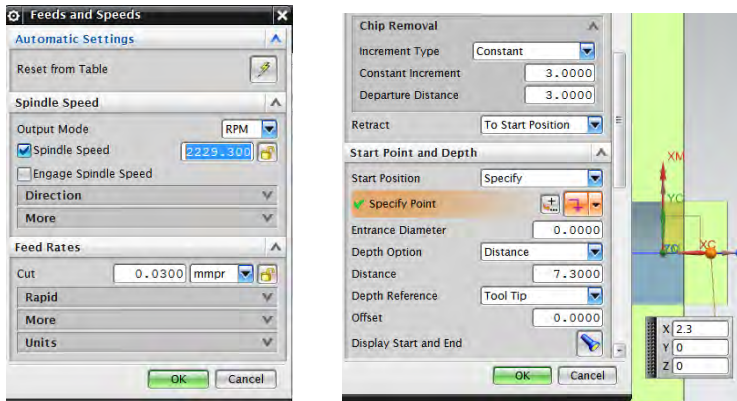 Feeds and Speeds
Automatic Settings
Reset from Table
Spindle Speed
Output Mode RPM
Spindle Speed 2229.300
Engage Spindle Speed
Direction
More
Feed Rates
Cut 0.0300 mmpr
Rapid
More
Units
OK Cancel
Chip Removal
Increment Type Constant
Constant Increment 3.0000
Departure Distance 3.0000
Retract To Start Position
Start Point and Depth
Start Position Specify
Specify Point
Entrance Diameter 0.0000
Depth Option Distance
Distance 7.3000
Depth Reference Tool Tip
Offset 0.0000
Display Start and End
OK Cancel
XM
YC
XC
X 2.3
Y 0
Z 0